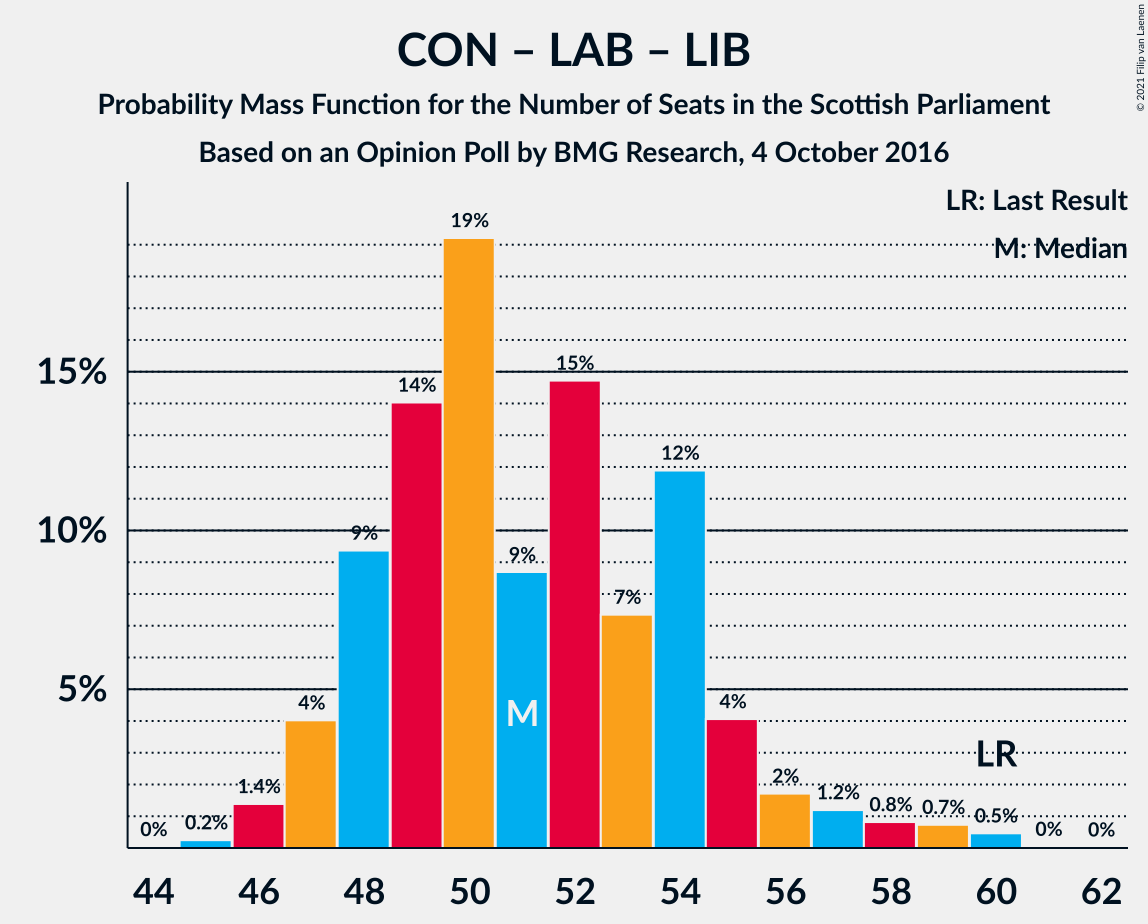 CON – LAB – LIB
Probability Mass Function for the Number of Seats in the Scottish Parliament
Based on an Opinion Poll by BMG Research, 4 October 2016
© 2021 Filip van Laenen
LR: Last Result
M: Median
15%
10%
5%
0%
0.2%
1.4%
4%
9%
14%
19%
9%
15%
7%
12%
4%
2%
1.2%
0.8%
0.7%
0.5%
0%
0%
M
LR
44 46 48 50 52 54 56 58 60 62